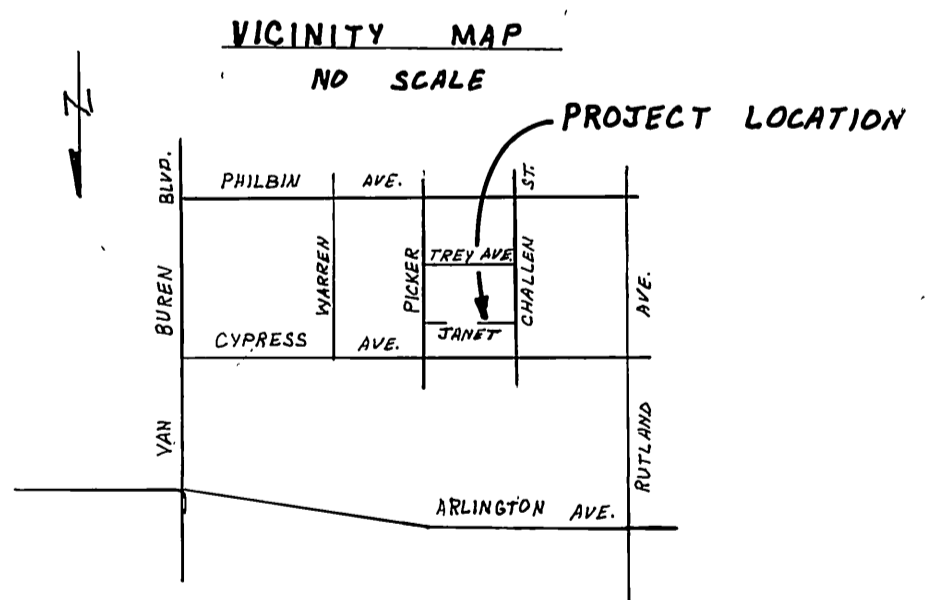 VICINITY MAP
NO SCALE
N
PROJECT LOCATION
PHILBIN AVE.
VAN BUREN BLVD.
WARREN
PICKER
TREY AVE.
CHALLEN ST.
JANET
CYPRESS AVE.
RUTLAND AVE.
ARLINGTON AVE.